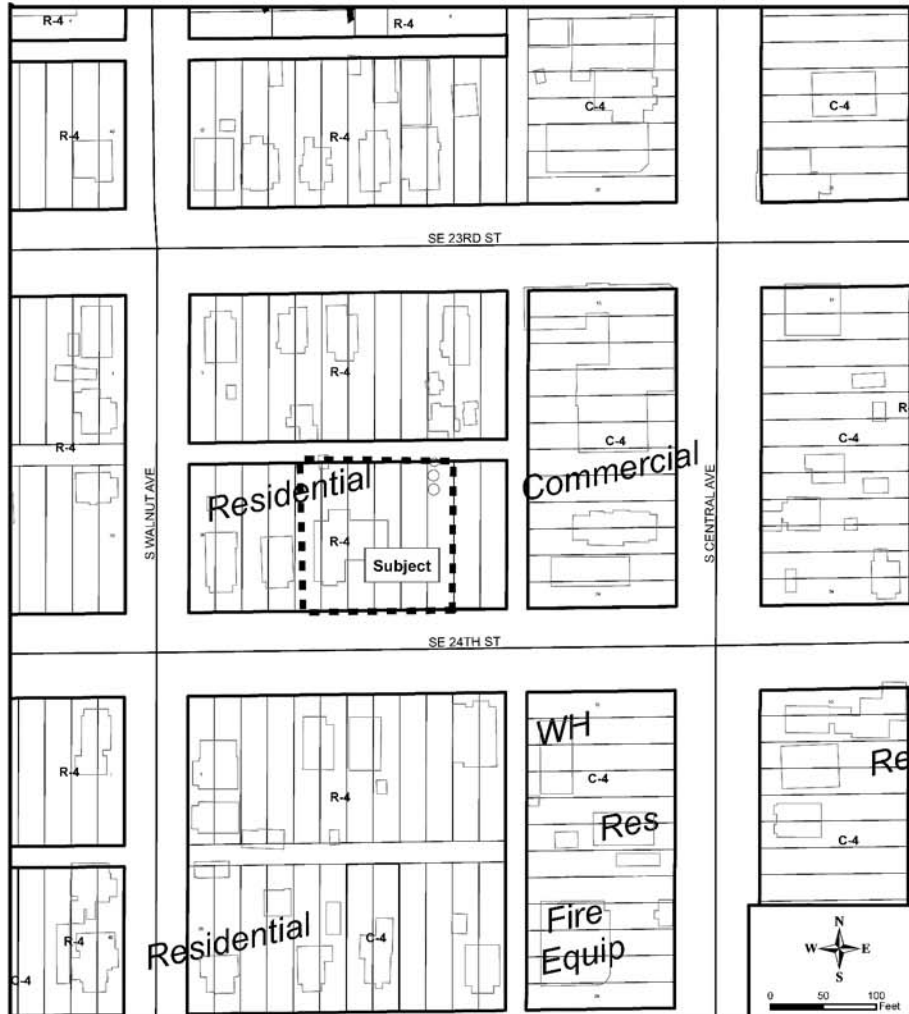 R-4
R-4
R-4
R-4
C-4
C-4
SE 23RD ST
R-4
R-4
C-4
C-4
R
Residential
Commercial
S WALNUT AVE
S CENTRAL AVE
R-4
Subject
SE 24TH ST
WH
R-4
R-4
C-4
Re
Res
C-4
Residential
R-4
C-4
C-4
Fire
Equip
N
W E
S
0 50 100
Feet